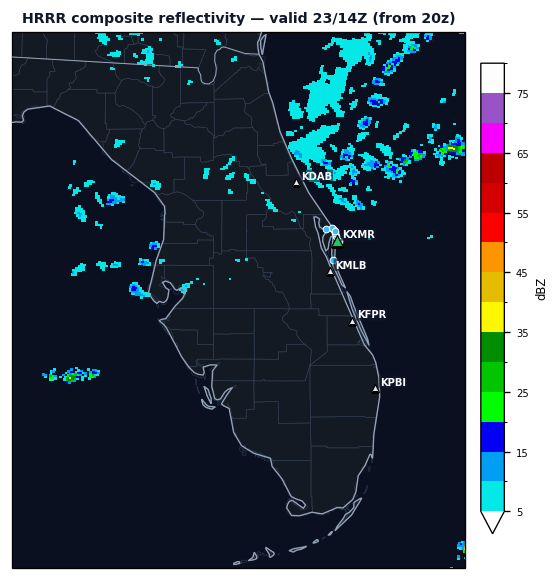 HRRR composite reflectivity — valid 23/14Z (from 20z)
KDAB
KXMR
KMLB
KFPR
KPBI
75
65
55
45
35
25
15
5
dBZ